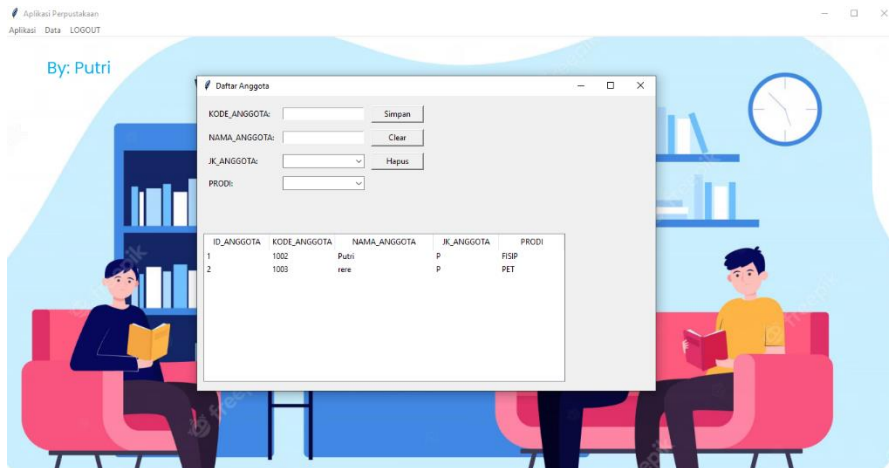 Aplikasi Perpustakaan
Aplikasi Data LOGOUT
By: Putri
Daftar Anggota
KODE_ANGGOTA: Simpan
NAMA_ANGGOTA: Clear
JK_ANGGOTA: Hapus
PRODI:
ID_ANGGOTA KODE_ANGGOTA NAMA_ANGGOTA JK_ANGGOTA PRODI
1 1002 Putri P FISIP
2 1003 rere P PET
freepik